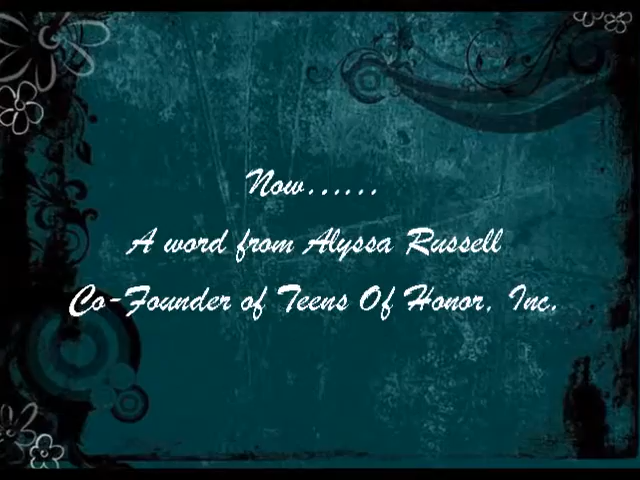 Now......
A word from Alyssa Russell
Co-Founder of Teens Of Honor, Inc.